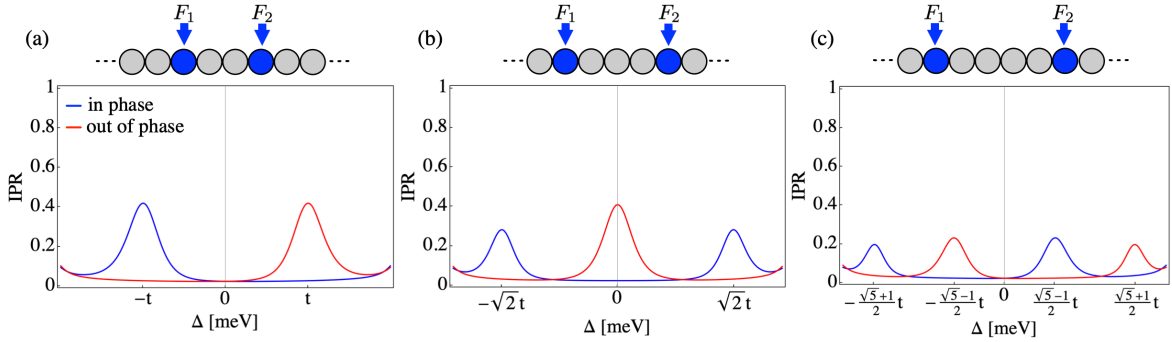 (a)
F₁ F₂
in phase
out of phase
IPR
1
0.8
0.6
0.4
0.2
0
−t 0 t
Δ [meV]
(b)
F₁ F₂
IPR
1
0.8
0.6
0.4
0.2
0
−√2 t 0 √2 t
Δ [meV]
(c)
F₁ F₂
IPR
1
0.8
0.6
0.4
0.2
0
−(√5+1)/2 t −(√5−1)/2 t 0 (√5−1)/2 t (√5+1)/2 t
Δ [meV]